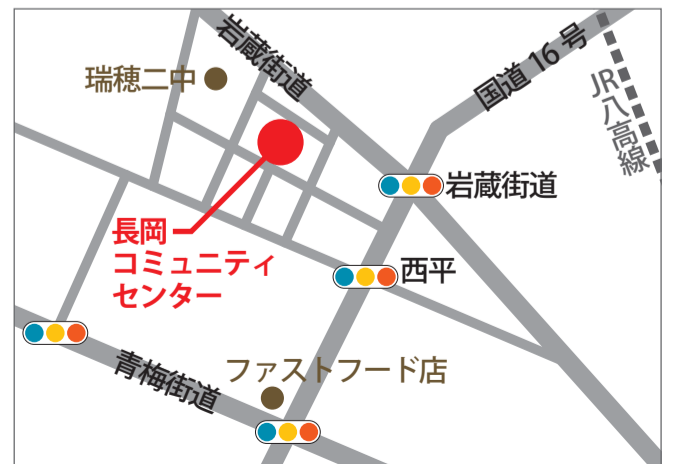 岩蔵街道
国道16号
瑞穂二中
JR八高線
岩蔵街道
長岡
コミュニティ
センター
西平
ファストフード店
青梅街道